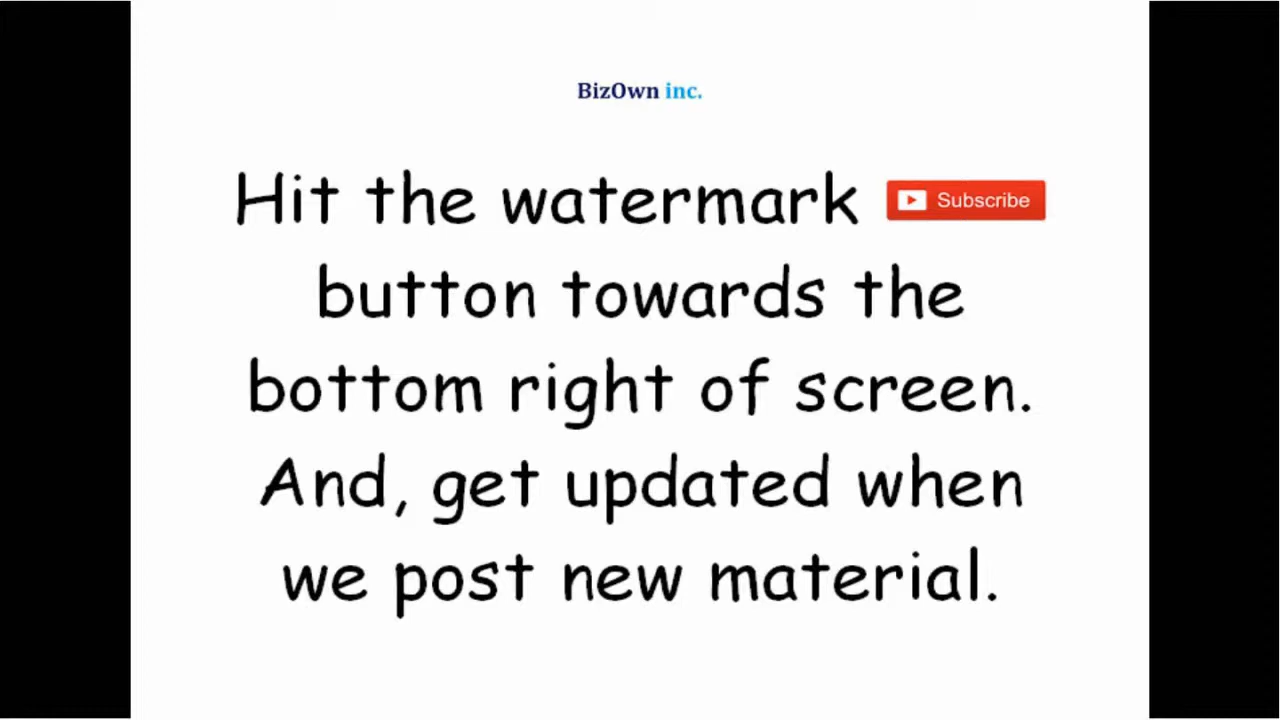 BizOwn inc.
Hit the watermark Subscribe
button towards the
bottom right of screen.
And, get updated when
we post new material.